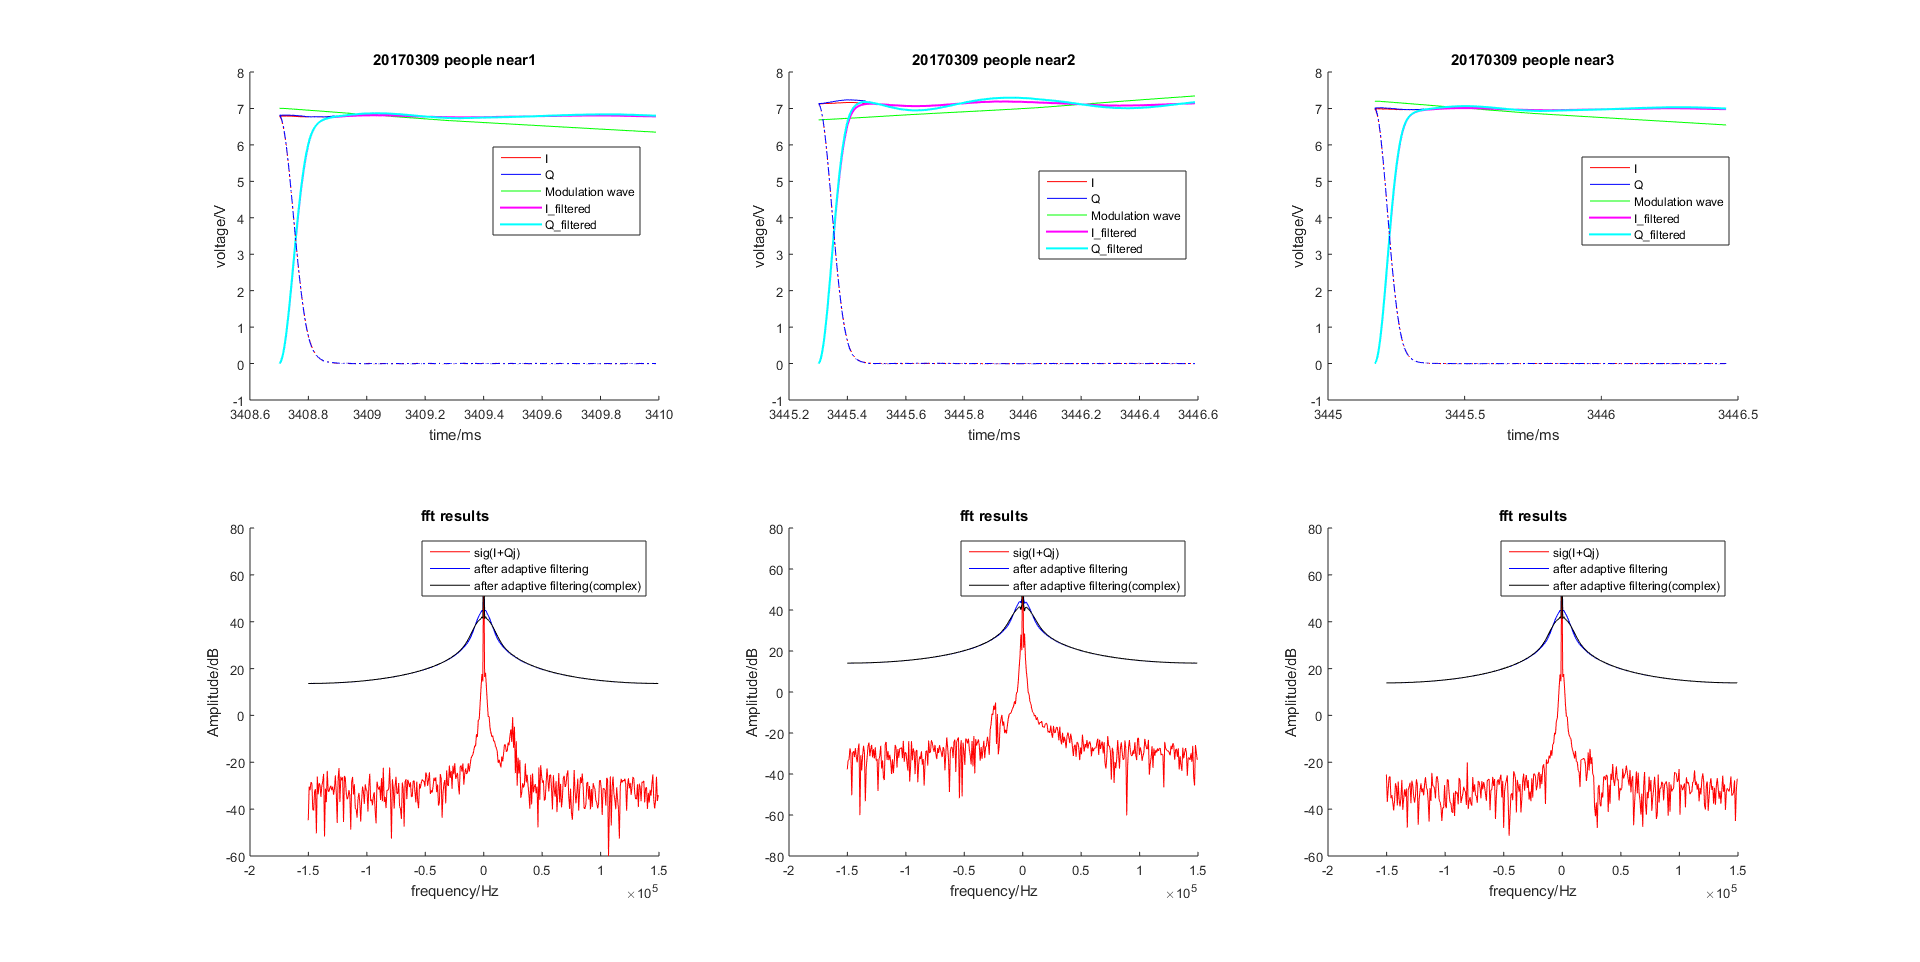 20170309 people near1
8
7
6
5
4
3
2
1
0
-1
voltage/V
I
Q
Modulation wave
I_filtered
Q_filtered
3408.6 3408.8 3409 3409.2 3409.4 3409.6 3409.8 3410
time/ms
20170309 people near2
8
7
6
5
4
3
2
1
0
-1
voltage/V
I
Q
Modulation wave
I_filtered
Q_filtered
3445.2 3445.4 3445.6 3445.8 3446 3446.2 3446.4 3446.6
time/ms
20170309 people near3
8
7
6
5
4
3
2
1
0
-1
voltage/V
I
Q
Modulation wave
I_filtered
Q_filtered
3445 3445.5 3446 3446.5
time/ms
fft results
80
60
40
20
0
-20
-40
-60
Amplitude/dB
sig(I+Qj)
after adaptive filtering
after adaptive filtering(complex)
-2 -1.5 -1 -0.5 0 0.5 1 1.5
frequency/Hz
×10^5
fft results
80
60
40
20
0
-20
-40
-60
-80
Amplitude/dB
sig(I+Qj)
after adaptive filtering
after adaptive filtering(complex)
-2 -1.5 -1 -0.5 0 0.5 1 1.5
frequency/Hz
×10^5
fft results
80
60
40
20
0
-20
-40
-60
Amplitude/dB
sig(I+Qj)
after adaptive filtering
after adaptive filtering(complex)
-2 -1.5 -1 -0.5 0 0.5 1 1.5
frequency/Hz
×10^5